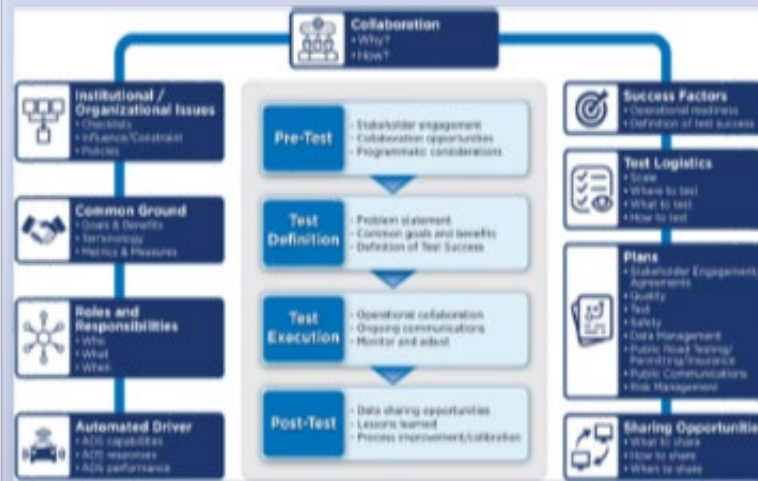 Collaboration
• Why?
• How?
Institutional /
Organizational Issues
• Checklists
• Influence/Constraint
• Policies
Common Ground
• Goals & Benefits
• Terminology
• Metrics & Measures
Roles and
Responsibilities
• Who
• What
• When
Automated Driver
• ADS capabilities
• ADS responses
• ADS performance
Pre-Test
- Stakeholder engagement
- Collaboration opportunities
- Programmatic considerations
Test
Definition
- Problem statement
- Common goals and benefits
- Definition of Test Success
Test
Execution
- Operational collaboration
- Ongoing communications
- Monitor and adjust
Post-Test
- Data sharing opportunities
- Lessons learned
- Process improvement/calibration
Success Factors
• Operational readiness
• Definition of test success
Test Logistics
• Scale
• Where to test
• What to test
• How to test
Plans
• Stakeholder Engagement/
Agreements
• Quality
• Test
• Safety
• Data Management
• Public Road Testing/
Permitting/Insurance
• Public Communications
• Risk Management
Sharing Opportunities
• What to share
• How to share
• When to share